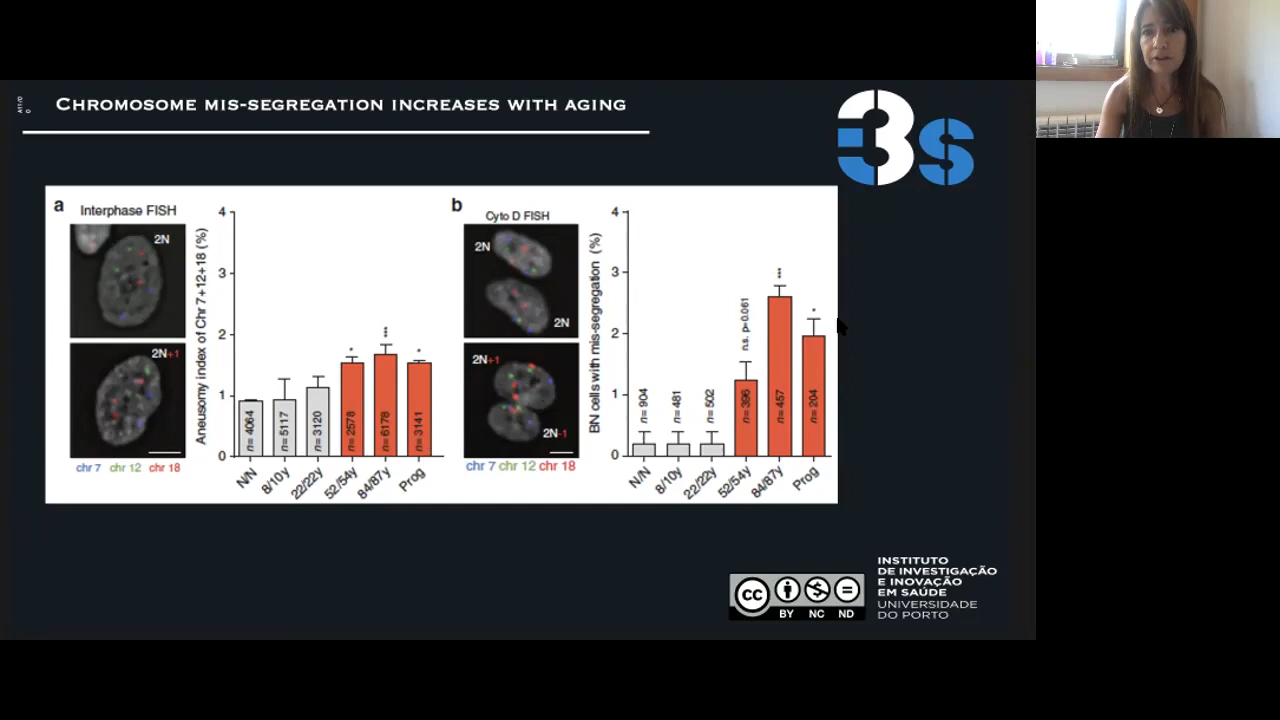 CHROMOSOME MIS-SEGREGATION INCREASES WITH AGING
3s
a
Interphase FISH
2N
2N+1
chr 7 chr 12 chr 18
Aneusomy index of Chr 7+12+18 (%)
4
3
2
1
0
*
***
*
n= 4064
n= 5117
n= 3120
n= 2578
n= 6178
n= 3141
N/N
8/10y
22/22y
52/54y
84/87y
Prog
b
Cyto D FISH
2N
2N
2N+1
2N-1
chr 7 chr 12 chr 18
BN cells with mis-segregation (%)
4
3
2
1
0
n.s. p=0.061
***
*
n= 904
n= 481
n= 502
n= 396
n= 457
n= 204
N/N
8/10y
22/22y
52/54y
84/87y
Prog
cc
BY NC ND
INSTITUTO
DE INVESTIGAÇÃO
E INOVAÇÃO
EM SAÚDE
UNIVERSIDADE
DO PORTO